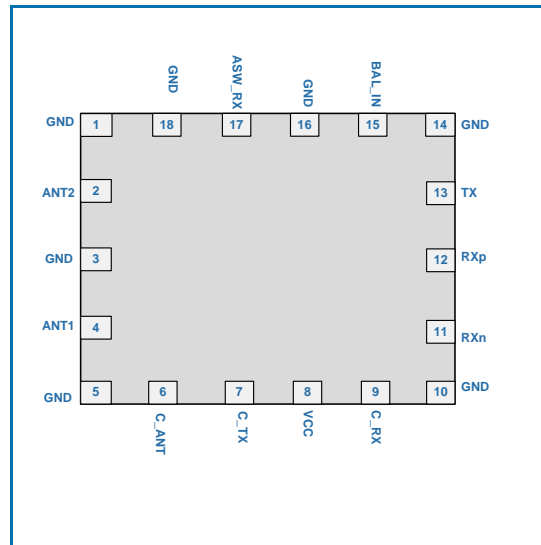 GND
ASW_RX
GND
BAL_IN
GND 1 18 17 16 15 14 GND
ANT2 2 13 TX
GND 3 12 RXp
ANT1 4 11 RXn
GND 5 6 7 8 9 10 GND
C_ANT
C_TX
VCC
C_RX